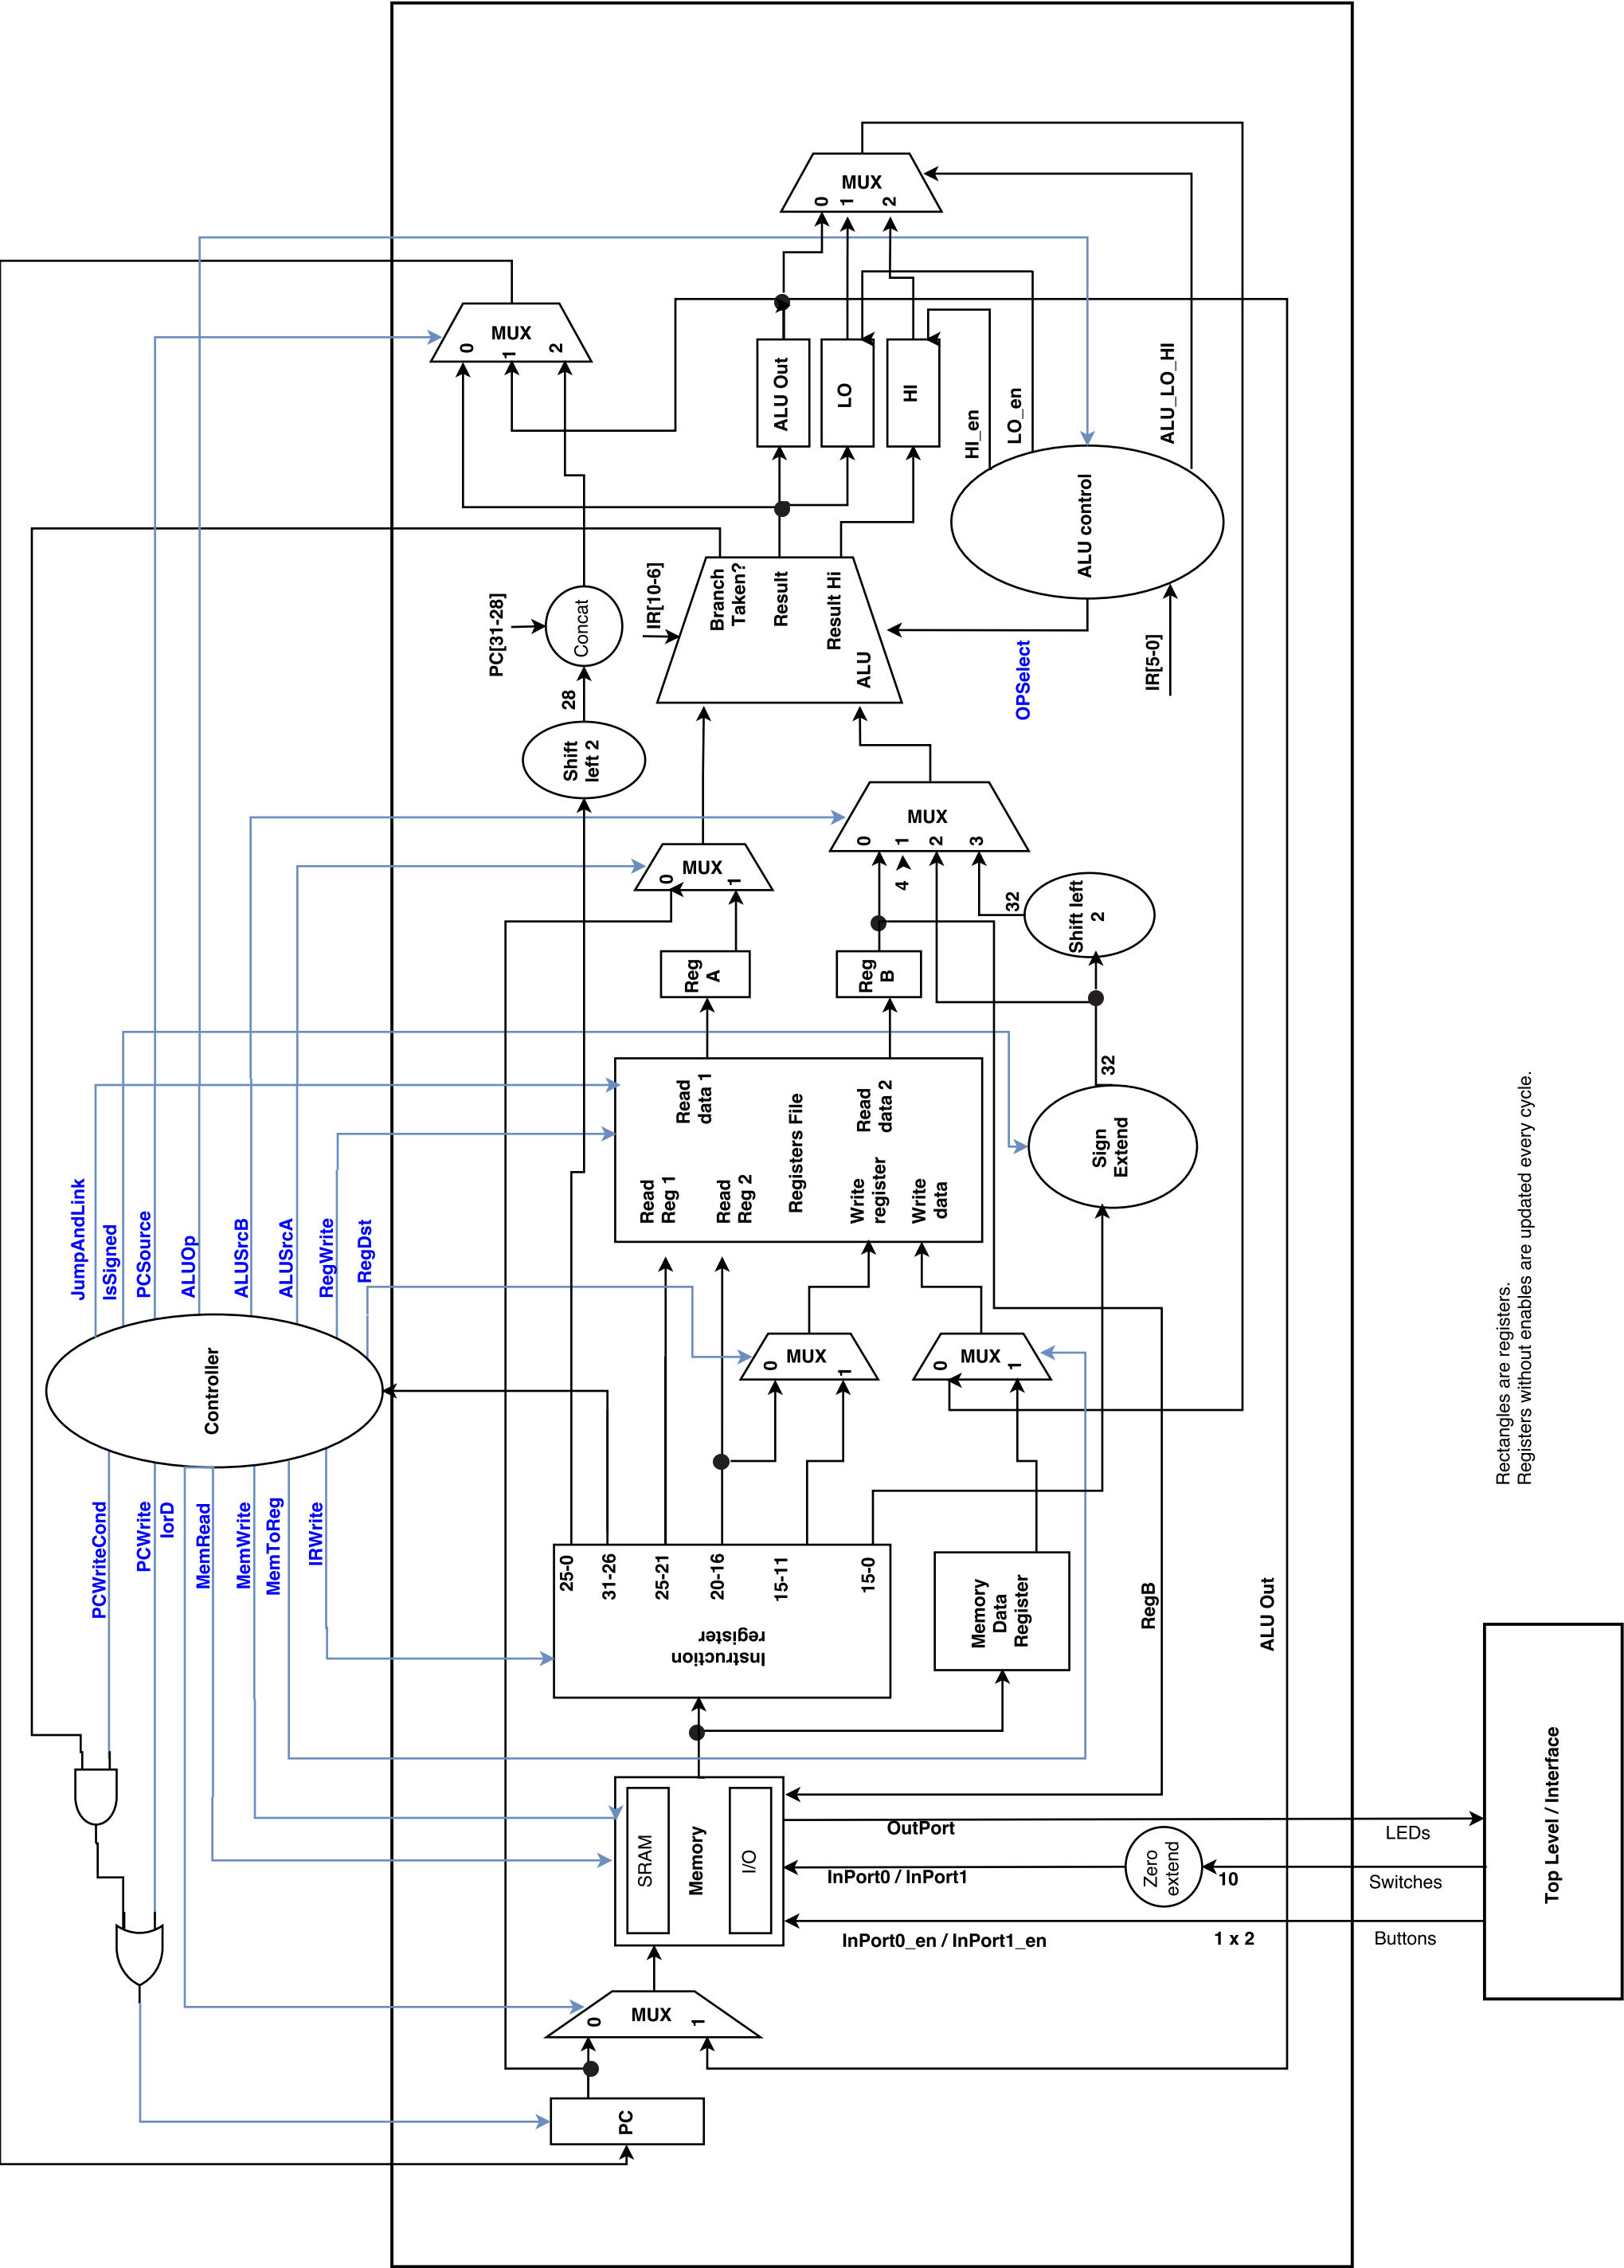 JumpAndLink
IsSigned
PCSource
ALUOp
ALUSrcB
ALUSrcA
RegWrite
RegDst
Controller
PCWriteCond
PCWrite
IorD
MemRead
MemWrite
MemToReg
IRWrite
PC
0
MUX
1
SRAM
Memory
I/O
OutPort
InPort0 / InPort1
InPort0_en / InPort1_en
Zero
extend
10
1 x 2
LEDs
Switches
Buttons
Top Level / Interface
25-0
31-26
25-21
20-16
15-11
15-0
Instruction
register
Memory
Data
Register
RegB
ALU Out
0
MUX
1
0
MUX
1
Read
Reg 1
Read
Reg 2
Write
register
Write
data
Registers File
Read
data 1
Read
data 2
Sign
Extend
32
Reg
A
Reg
B
Shift left
2
32
0
MUX
1
0
1
2
3
MUX
4
Shift
left 2
28
Concat
PC[31-28]
IR[10-6]
Branch
Taken?
Result
Result Hi
ALU
OPSelect
IR[5-0]
ALU control
HI_en
LO_en
ALU_LO_HI
ALU Out
LO
HI
0
1
2
MUX
0
1
2
MUX
Rectangles are registers.
Registers without enables are updated every cycle.